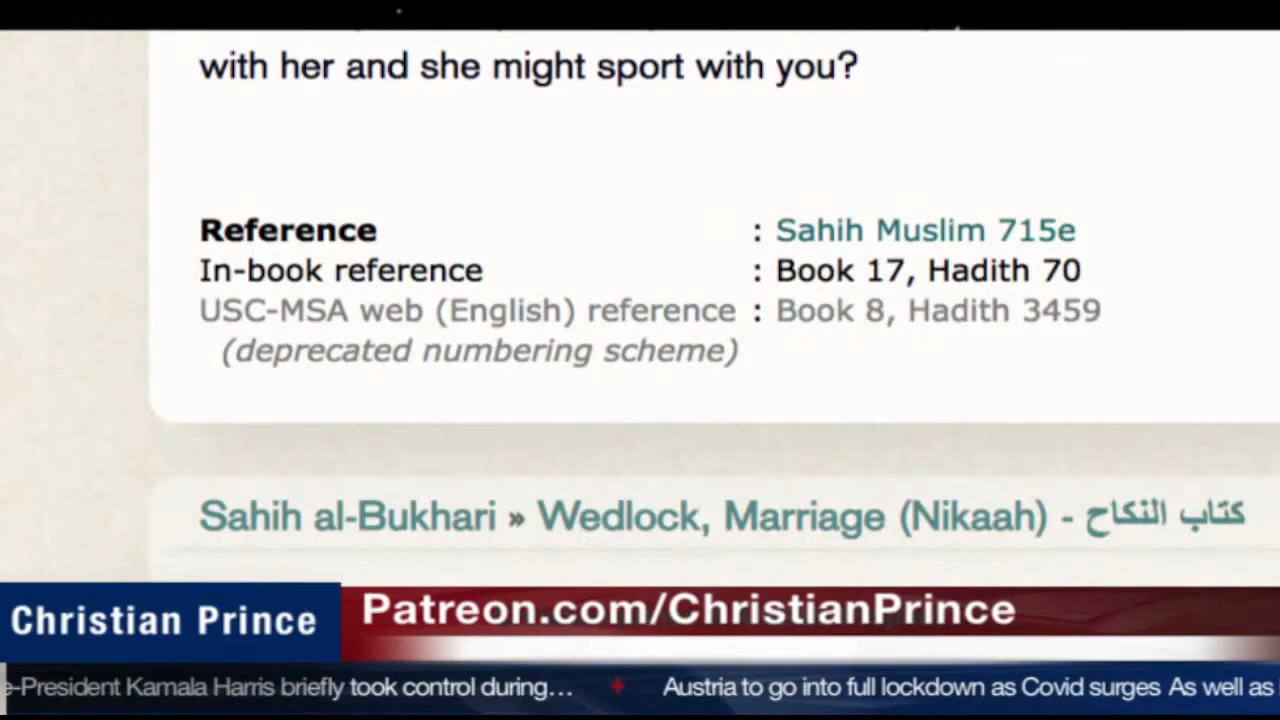 with her and she might sport with you?
Reference : Sahih Muslim 715e
In-book reference : Book 17, Hadith 70
USC-MSA web (English) reference : Book 8, Hadith 3459
(deprecated numbering scheme)
Sahih al-Bukhari » Wedlock, Marriage (Nikaah) - كتاب النكاح
Christian Prince
Patreon.com/ChristianPrince
e-President Kamala Harris briefly took control during... Austria to go into full lockdown as Covid surges As well as